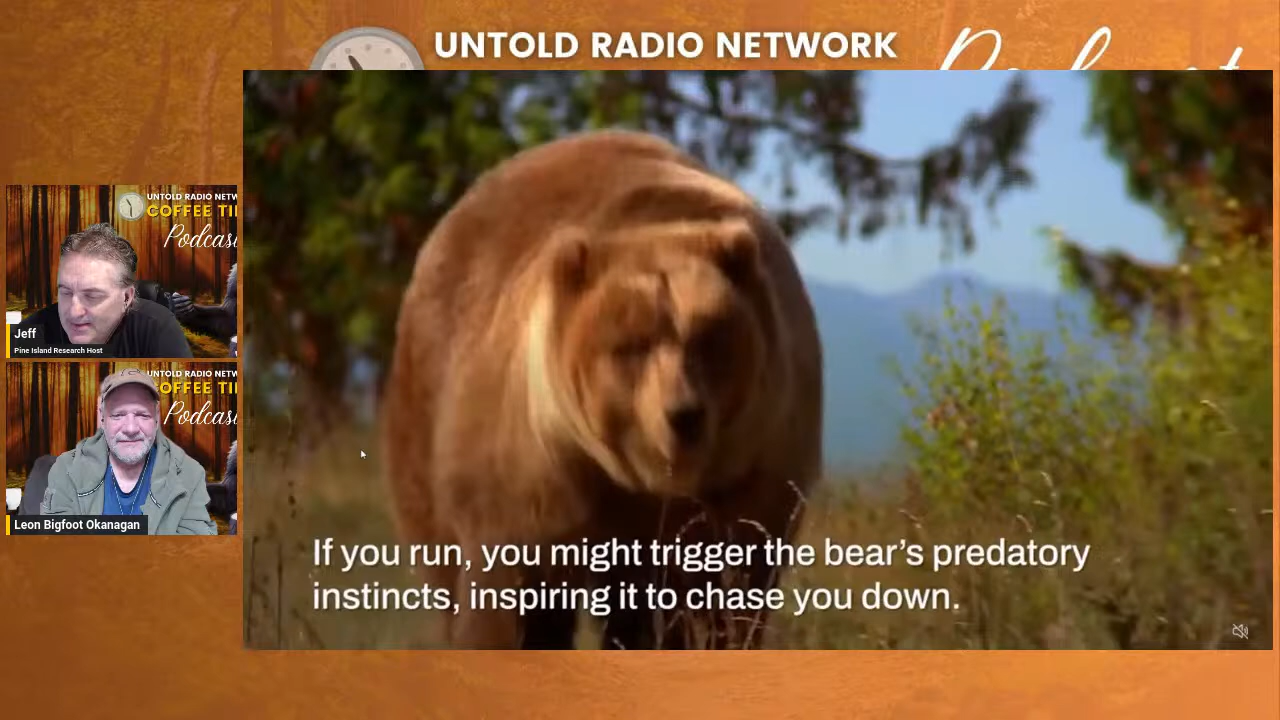 UNTOLD RADIO NETWORK
UNTOLD RADIO NETW
COFFEE TI
Podcas
Jeff
Pine Island Research Host
UNTOLD RADIO NETW
OFFEE TI
Podcas
Leon Bigfoot Okanagan
If you run, you might trigger the bear’s predatory
instincts, inspiring it to chase you down.